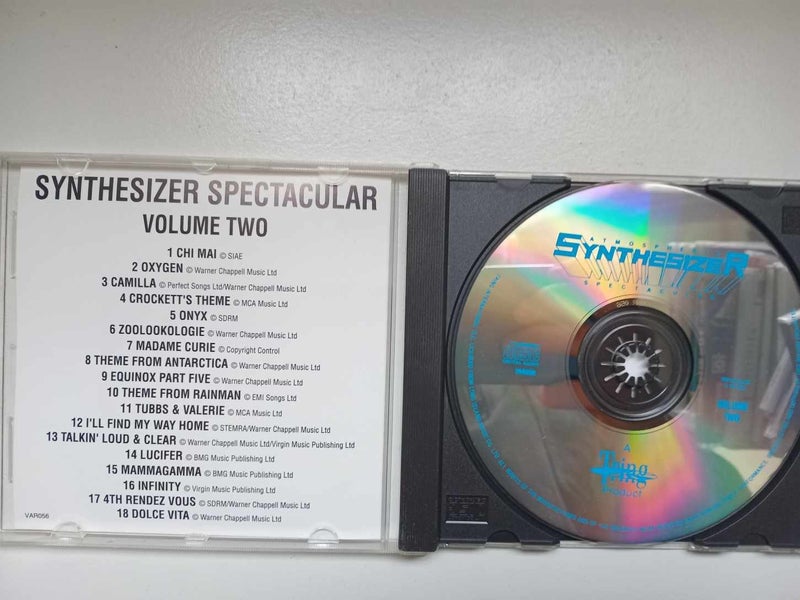 SYNTHESIZER SPECTACULAR
VOLUME TWO
1 CHI MAI © SIAE
2 OXYGEN © Warner Chappell Music Ltd
3 CAMILLA © Perfect Songs Ltd/Warner Chappell Music Ltd
4 CROCKETT'S THEME © MCA Music Ltd
5 ONYX © SDRM
6 ZOOLOOKOLOGIE © Warner Chappell Music Ltd
7 MADAME CURIE © Copyright Control
8 THEME FROM ANTARCTICA © Warner Chappell Music Ltd
9 EQUINOX PART FIVE © Warner Chappell Music Ltd
10 THEME FROM RAINMAN © EMI Songs Ltd
11 TUBBS & VALERIE © MCA Music Ltd
12 I'LL FIND MY WAY HOME © STEMRA/Warner Chappell Music Ltd
13 TALKIN' LOUD & CLEAR © Warner Chappell Music Ltd/Virgin Music Publishing Ltd
14 LUCIFER © BMG Music Publishing Ltd
15 MAMMAGAMMA © BMG Music Publishing Ltd
16 INFINITY © Virgin Music Publishing Ltd
17 4TH RENDEZ VOUS © SDRM/Warner Chappell Music Ltd
18 DOLCE VITA © Warner Chappell Music Ltd
VAR056
ATMOSPHERIC
SYNTHESIZER
SPECTACULAR
VOLUME
TWO
A
Tring
Product